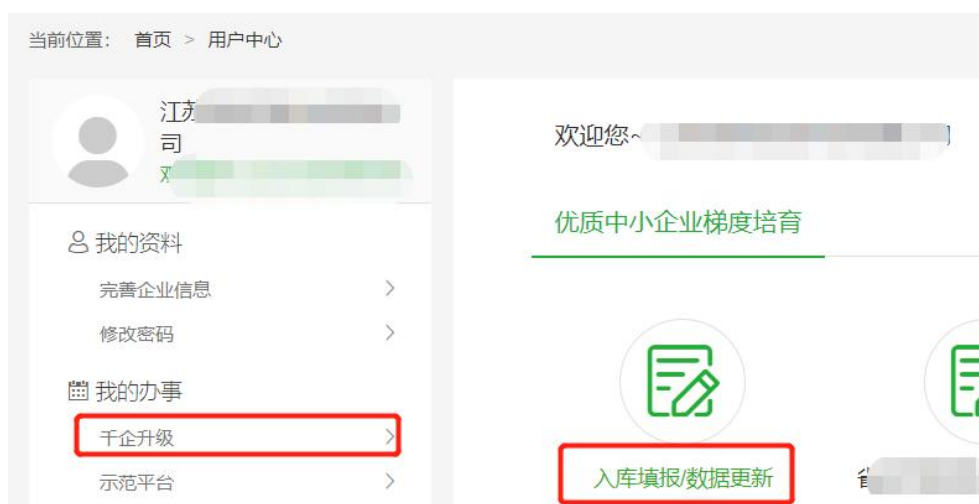 当前位置： 首页 > 用户中心
江苏
司
欢迎您~
优质中小企业梯度培育
我的资料
完善企业信息 >
修改密码 >
我的办事
千企升级 >
示范平台 >
入库填报/数据更新
省